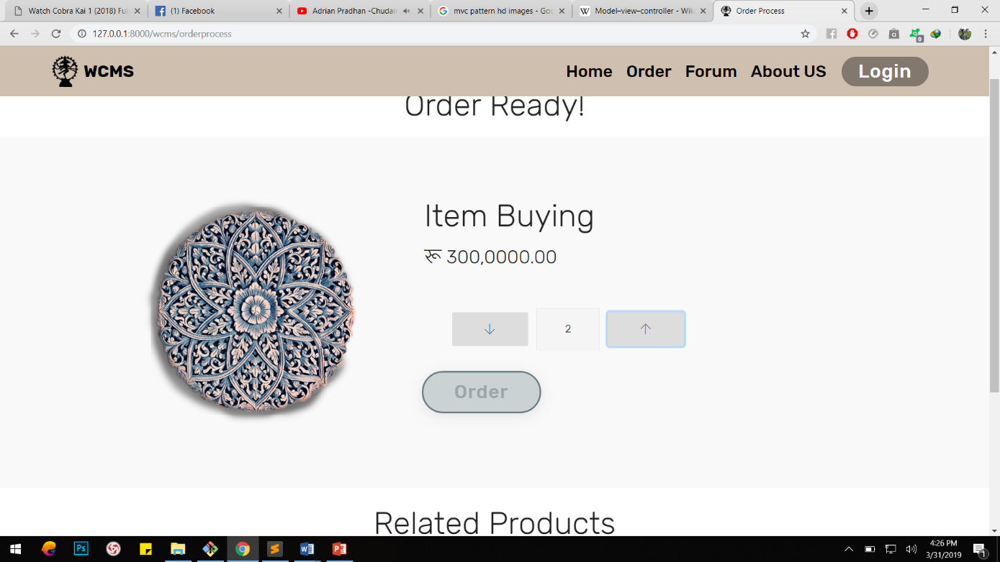 Watch Cobra Kai 1 (2018) Ful
(1) Facebook
Adrian Pradhan -Chudai
mvc pattern hd images - Goo
Model–view–controller - Wik
Order Process
127.0.0.1:8000/wcms/orderprocess
WCMS
Home
Order
Forum
About US
Login
Order Ready!
Item Buying
रू 300,0000.00
2
Order
Related Products
4:26 PM
3/31/2019